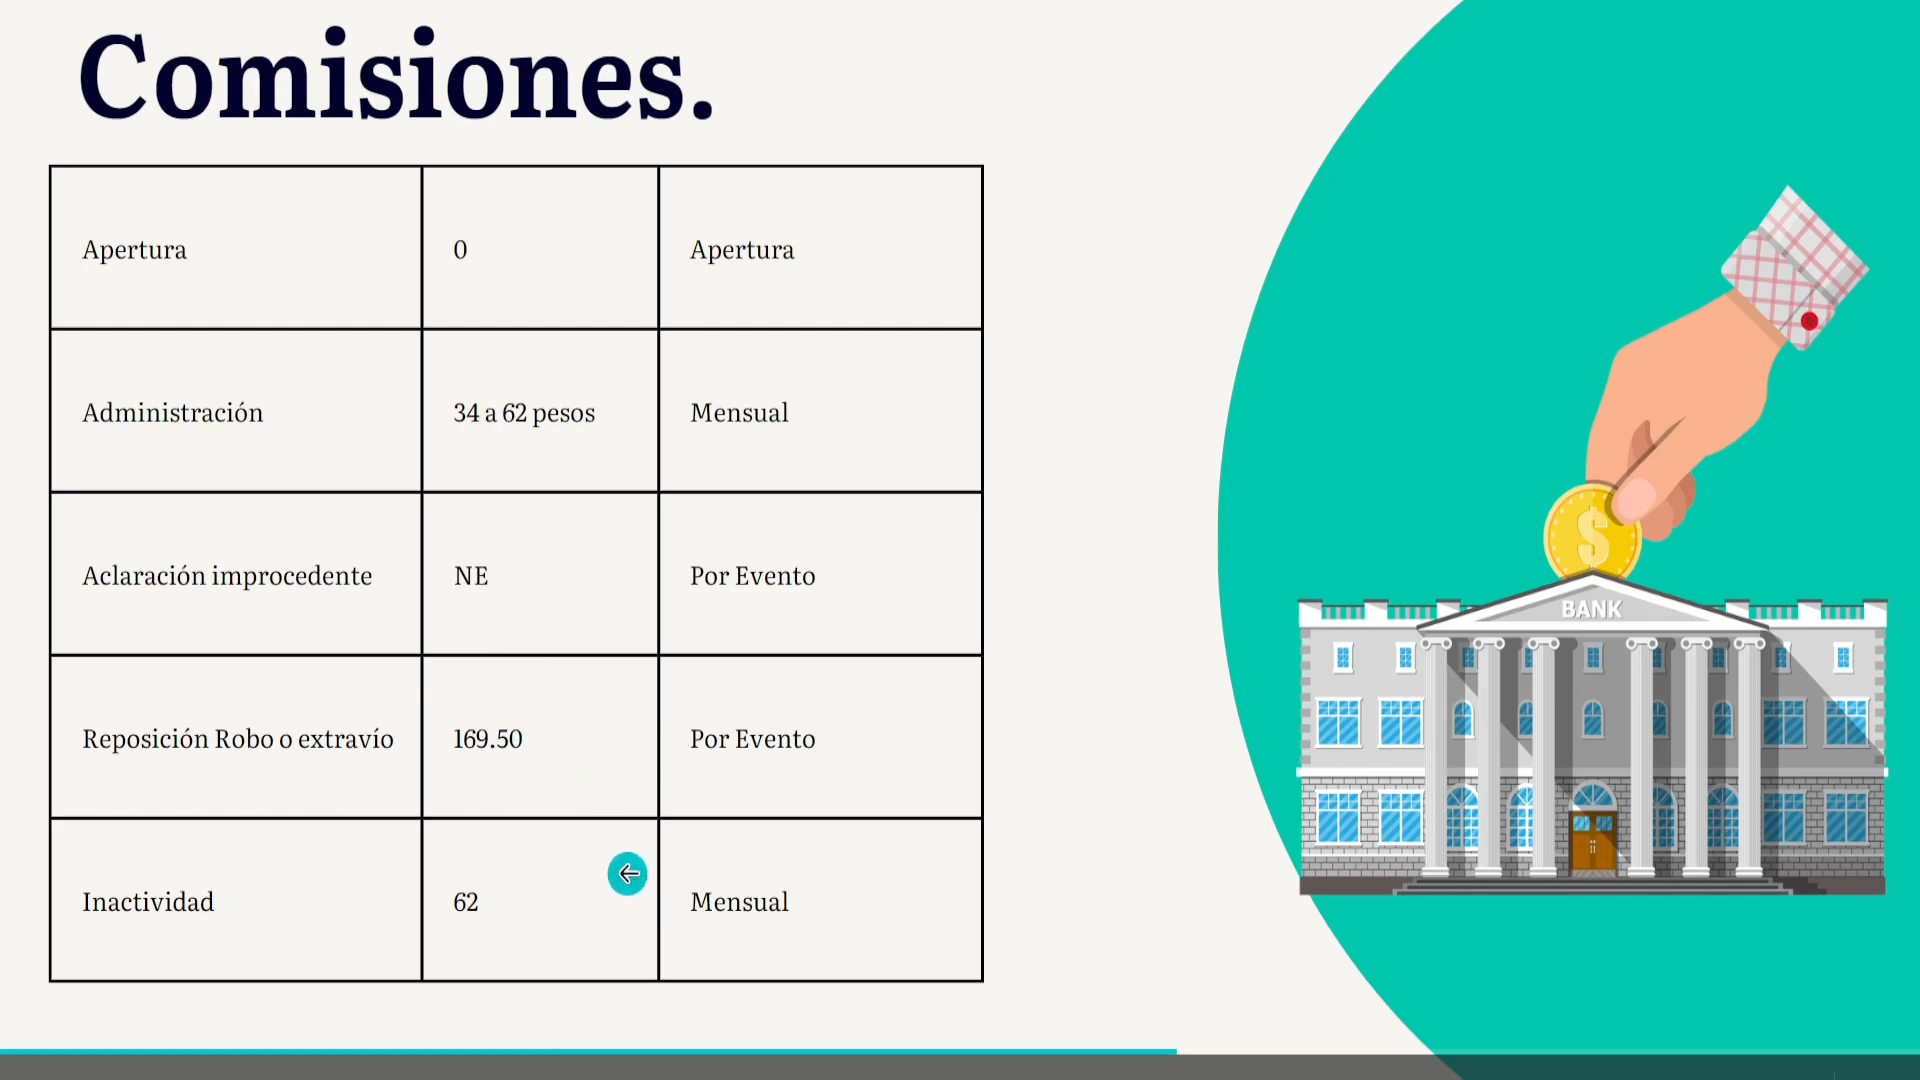 Comisiones.
Apertura 0 Apertura
Administración 34 a 62 pesos Mensual
Aclaración improcedente NE Por Evento
Reposición Robo o extravío 169.50 Por Evento
Inactividad 62 Mensual
$
BANK